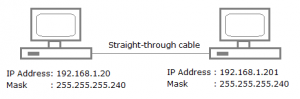 Straight-through cable
IP Address: 192.168.1.20
Mask : 255.255.255.240
IP Address: 192.168.1.201
Mask : 255.255.255.240